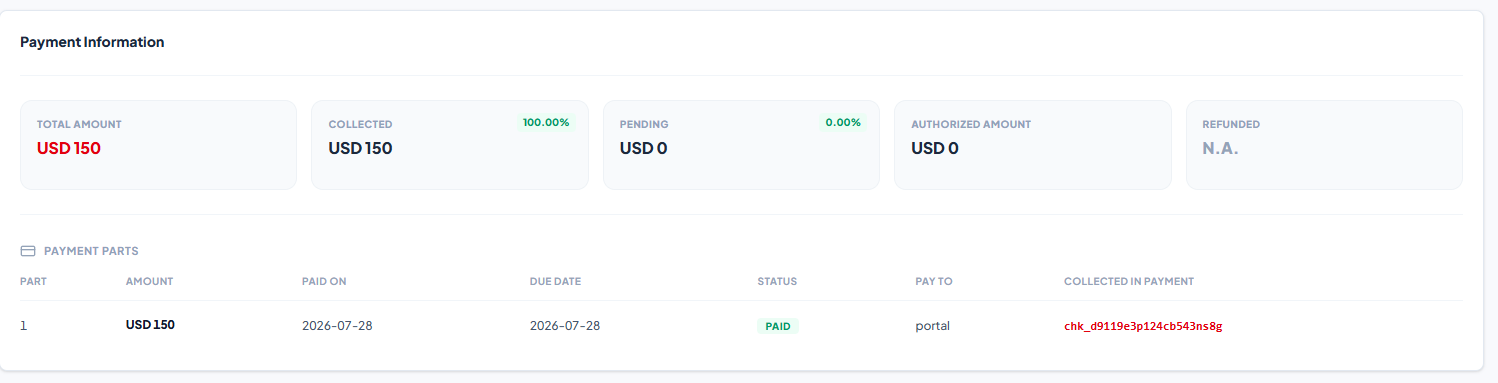 Payment Information
TOTAL AMOUNT
USD 150
COLLECTED 100.00%
USD 150
PENDING 0.00%
USD 0
AUTHORIZED AMOUNT
USD 0
REFUNDED
N.A.
PAYMENT PARTS
PART AMOUNT PAID ON DUE DATE STATUS PAY TO COLLECTED IN PAYMENT
1 USD 150 2026-07-28 2026-07-28 PAID portal chk_d9119e3p124cb543ns8g